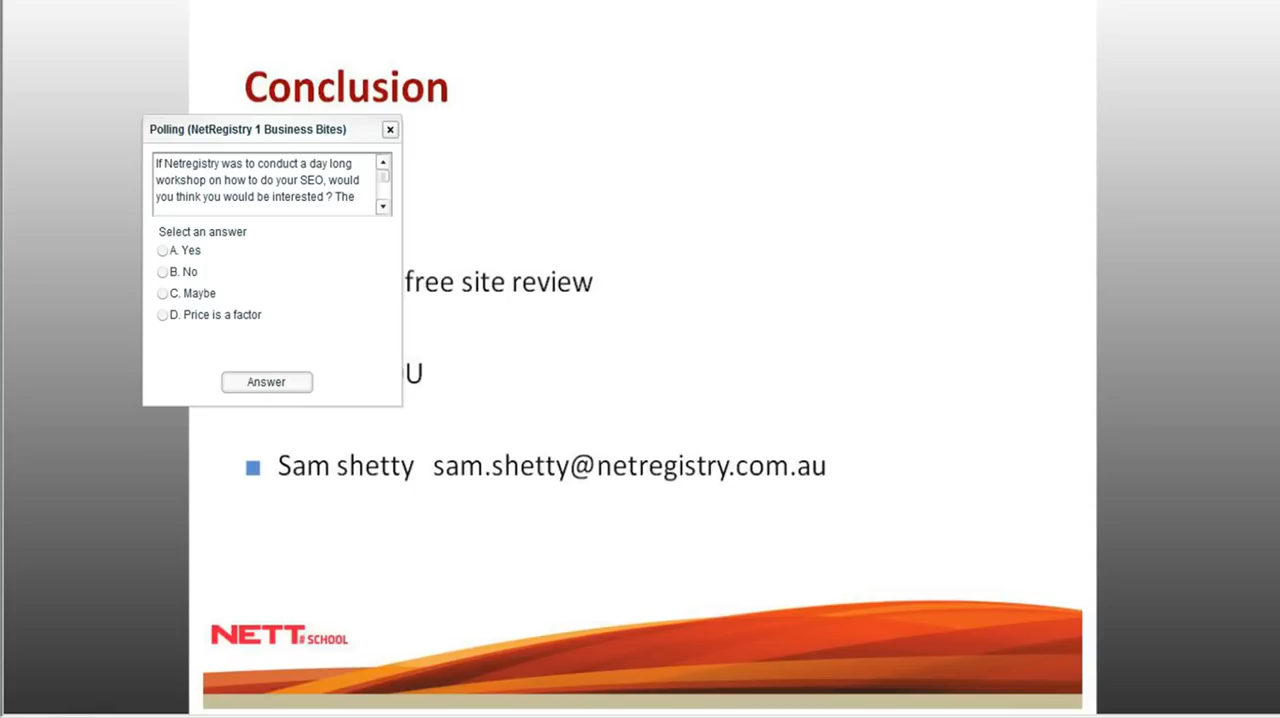 Conclusion
Polling (NetRegistry 1 Business Bites)
If Netregistry was to conduct a day long
workshop on how to do your SEO, would
you think you would be interested ? The
Select an answer
A. Yes
B. No
C. Maybe
D. Price is a factor
Answer
free site review
U
Sam shetty sam.shetty@netregistry.com.au
NETT # SCHOOL